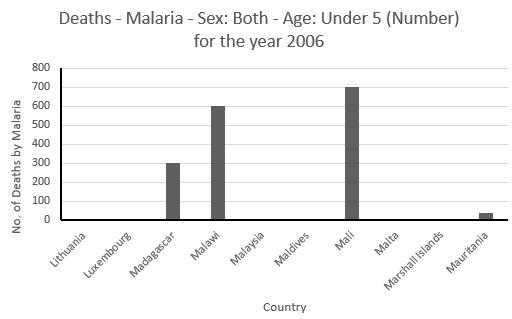 Deaths - Malaria - Sex: Both - Age: Under 5 (Number)
for the year 2006
No. of Deaths by Malaria
800
700
600
500
400
300
200
100
0
Lithuania
Luxembourg
Madagascar
Malawi
Malaysia
Maldives
Mali
Malta
Marshall Islands
Mauritania
Country